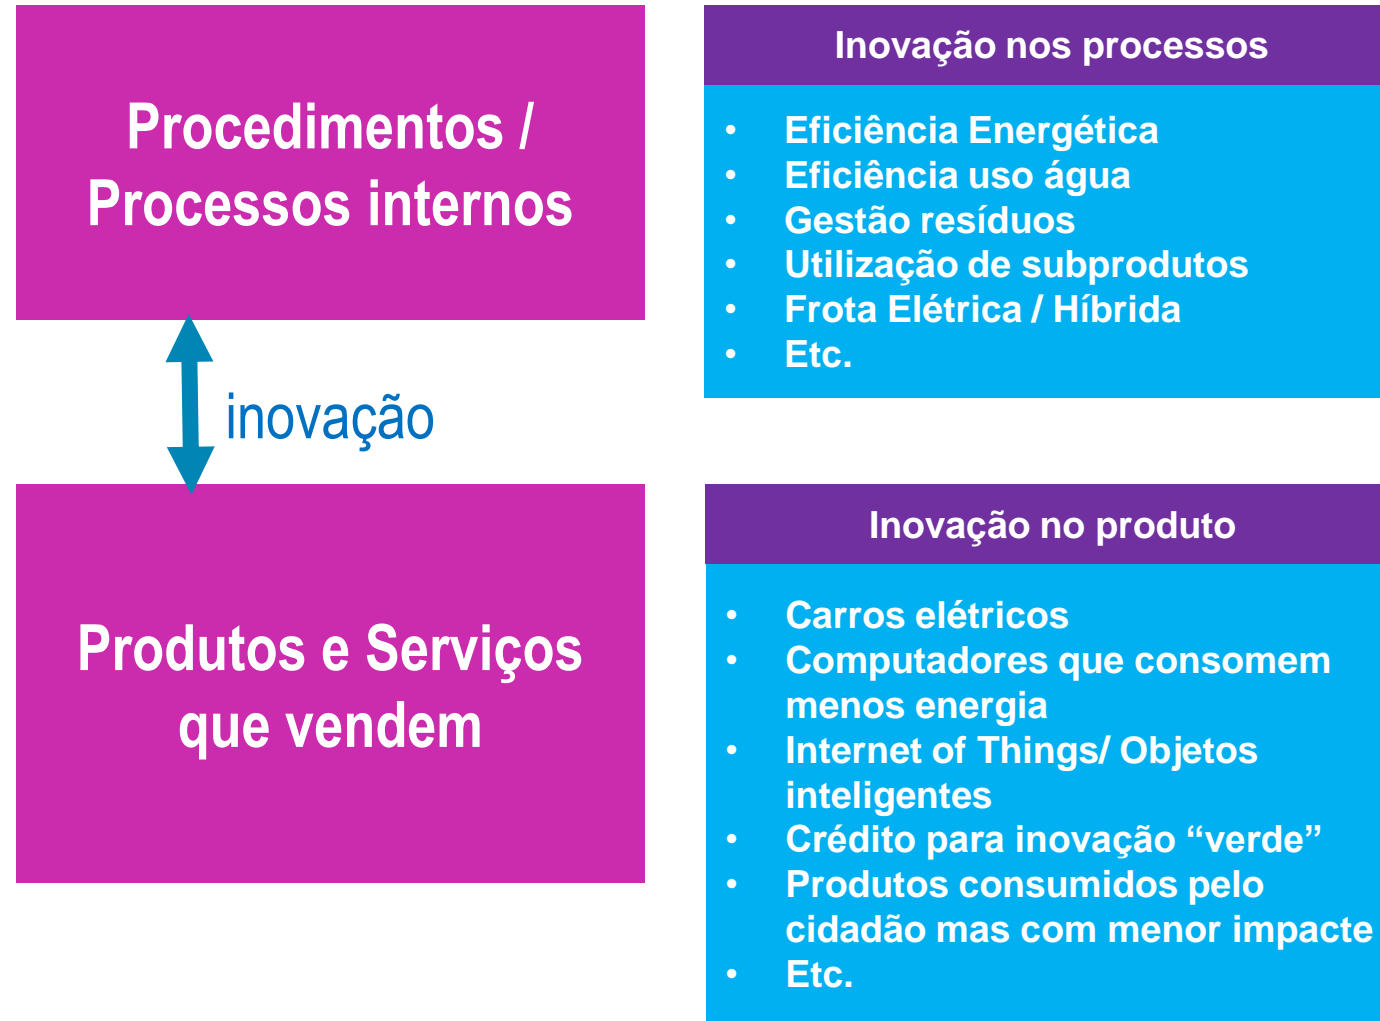 Procedimentos /
Processos internos
inovação
Produtos e Serviços
que vendem
Inovação nos processos
• Eficiência Energética
• Eficiência uso água
• Gestão resíduos
• Utilização de subprodutos
• Frota Elétrica / Híbrida
• Etc.
Inovação no produto
• Carros elétricos
• Computadores que consomem
menos energia
• Internet of Things/ Objetos
inteligentes
• Crédito para inovação “verde”
• Produtos consumidos pelo
cidadão mas com menor impacte
• Etc.